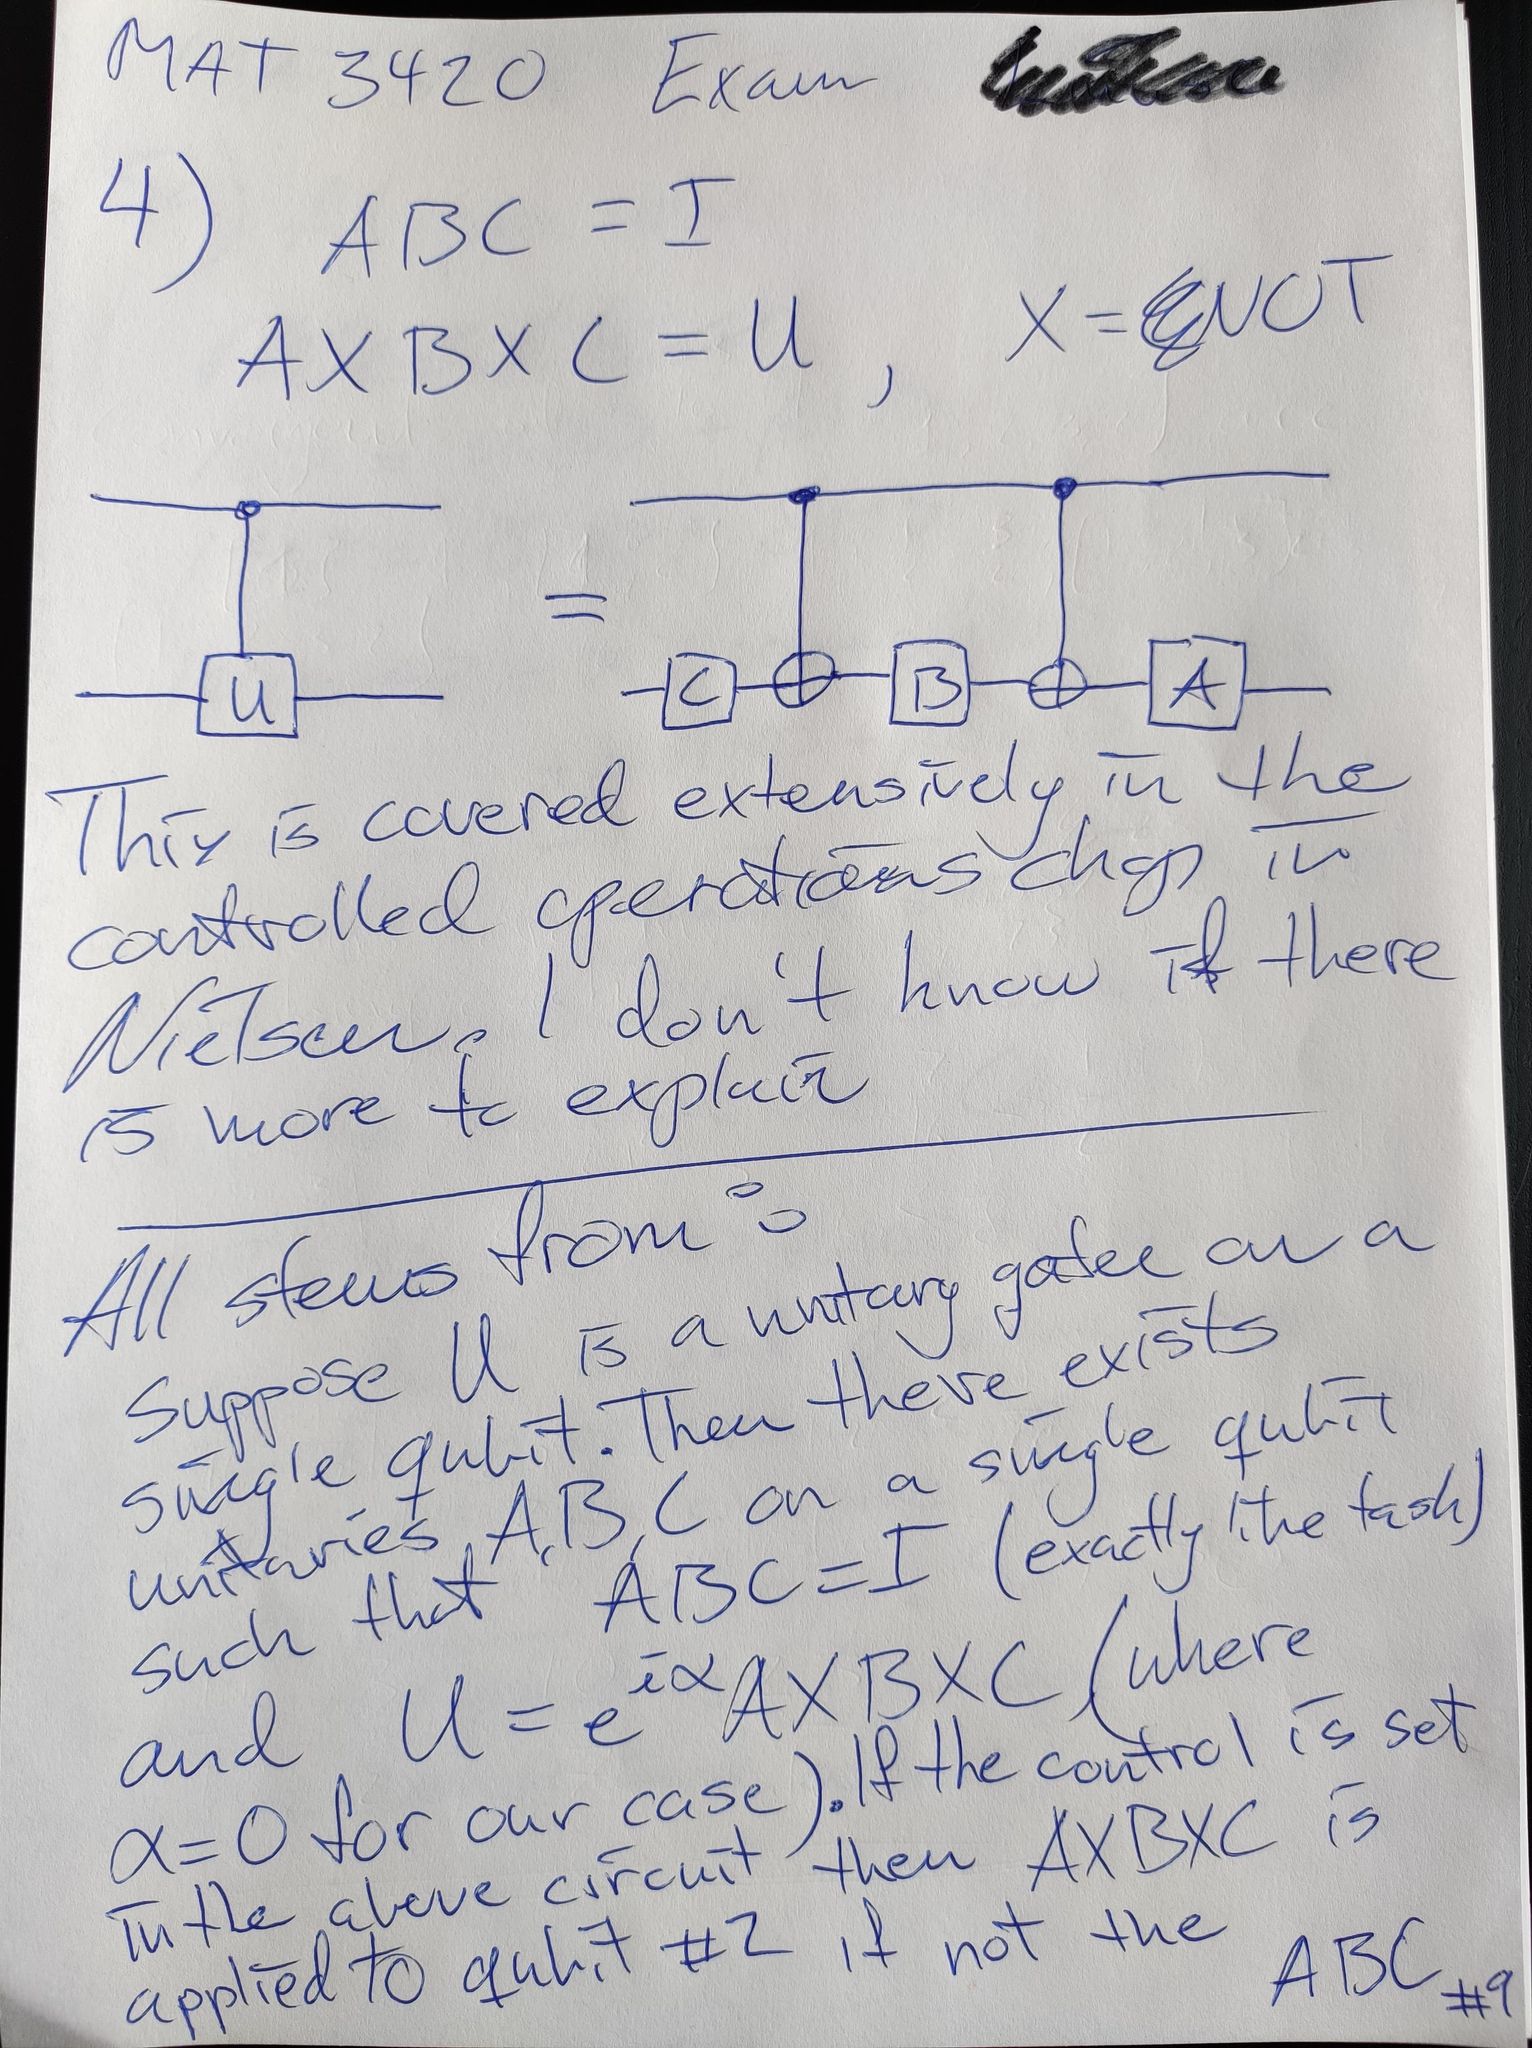 MAT 3420 Exam
4) ABC = I
AXBXC = U, X = NOT
=
U
C B A
This is covered extensively in the
controlled operations chap in
Nielsen. I don't know if there
is more to explain
All stems from:
Suppose U is a unitary gate on a
single qubit. Then there exists
unitaries A,B,C on a single qubit
such that ABC = I (exactly the task)
and U = e^{iα}AXBXC (where
α=0 for our case). If the control is set
in the above circuit then AXBXC is
applied to qubit #2 if not the ABC
#9